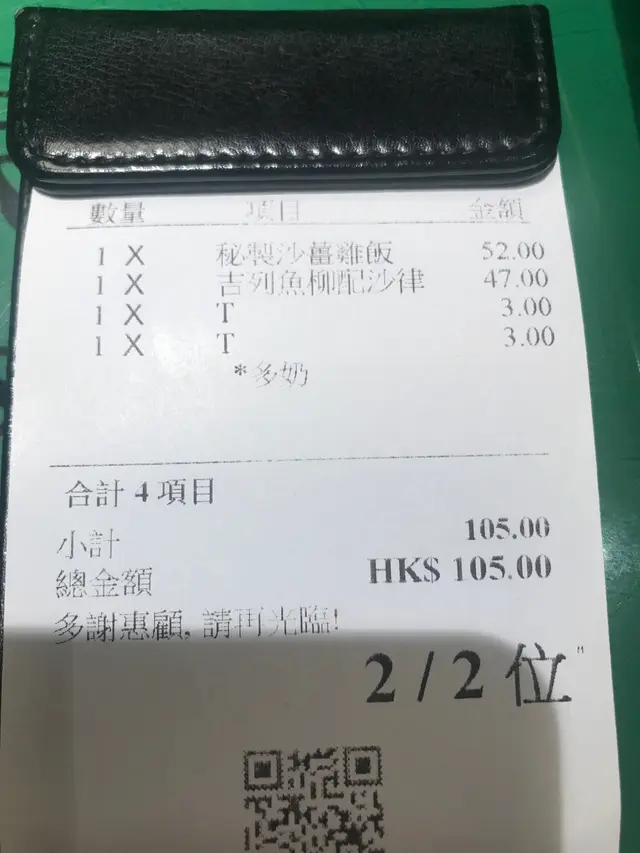 數量 項目 金額
1 X 秘製沙薑雞飯 52.00
1 X 吉列魚柳配沙律 47.00
1 X T 3.00
1 X T 3.00
*多奶
合計 4 項目
小計 105.00
總金額 HK$ 105.00
多謝惠顧, 請再光臨!
2 / 2 位